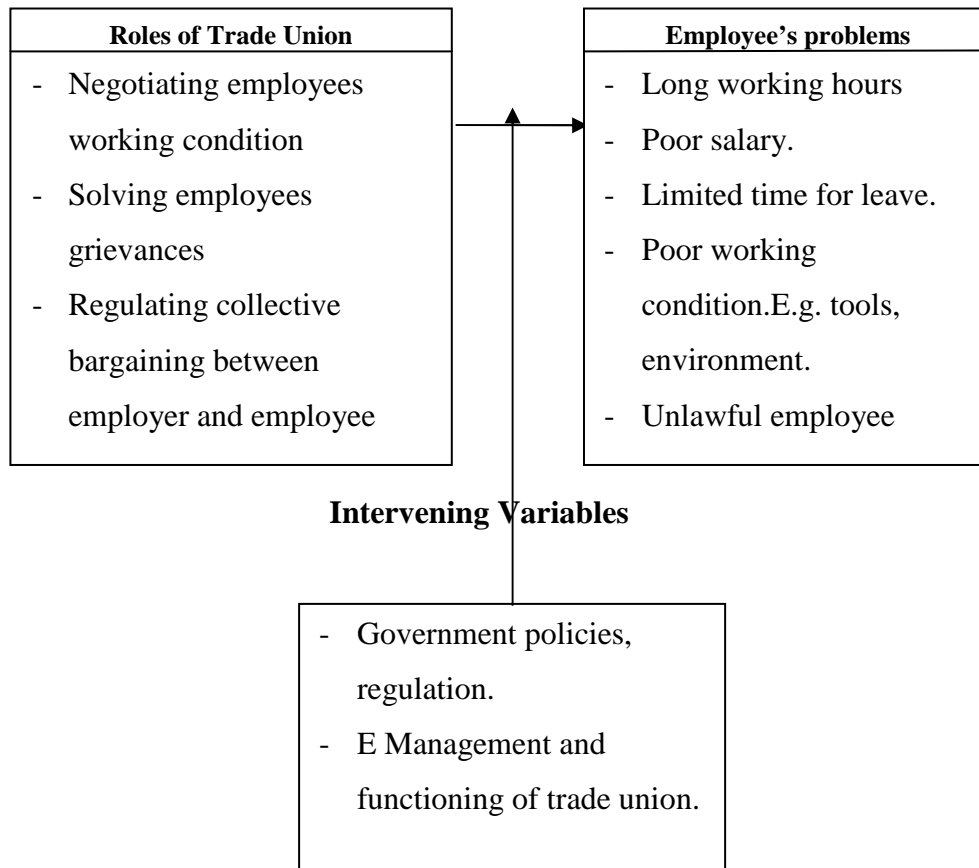 Roles of Trade Union
- Negotiating employees
working condition
- Solving employees
grievances
- Regulating collective
bargaining between
employer and employee
Employee’s problems
- Long working hours
- Poor salary.
- Limited time for leave.
- Poor working
condition.E.g. tools,
environment.
- Unlawful employee
Intervening Variables
- Government policies,
regulation.
- E Management and
functioning of trade union.